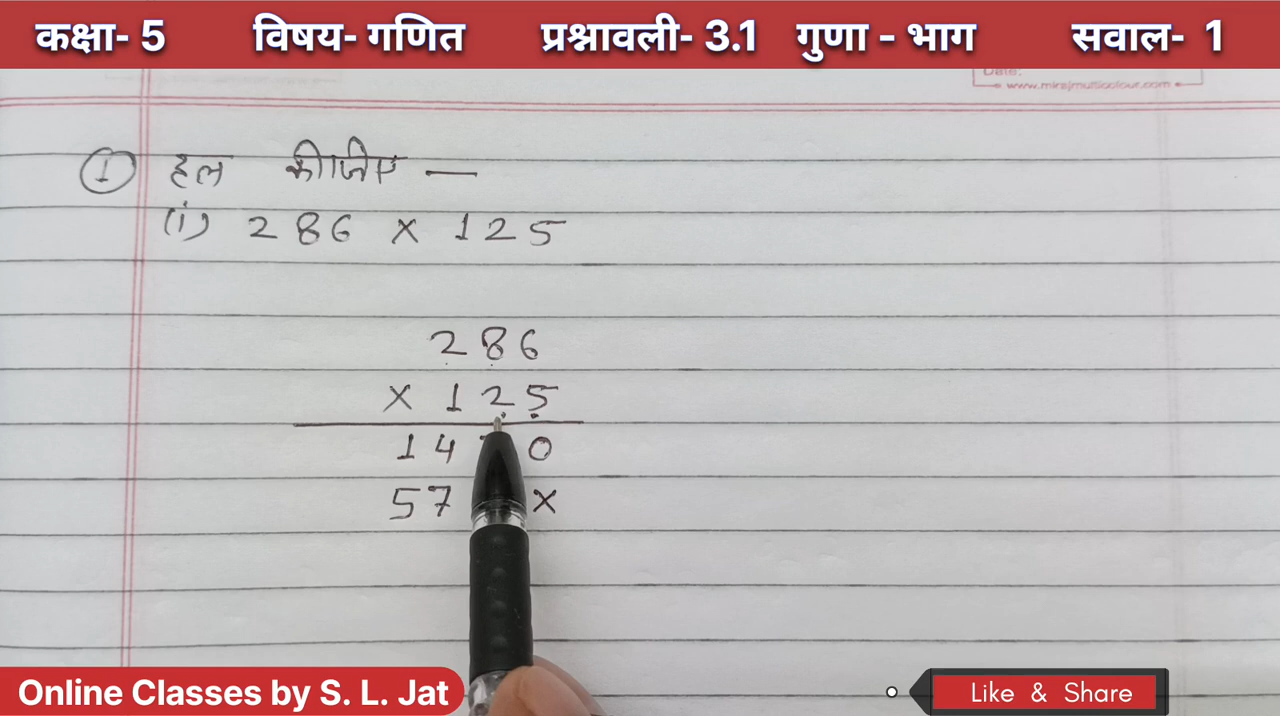 कक्षा- 5 विषय- गणित प्रश्नावली- 3.1 गुणा - भाग सवाल- 1
Date:
www.mirajmulticolour.com
① हल कीजिए —
(i) 286 × 125
286
× 125
14 0
57 ×
Online Classes by S. L. Jat
Like & Share